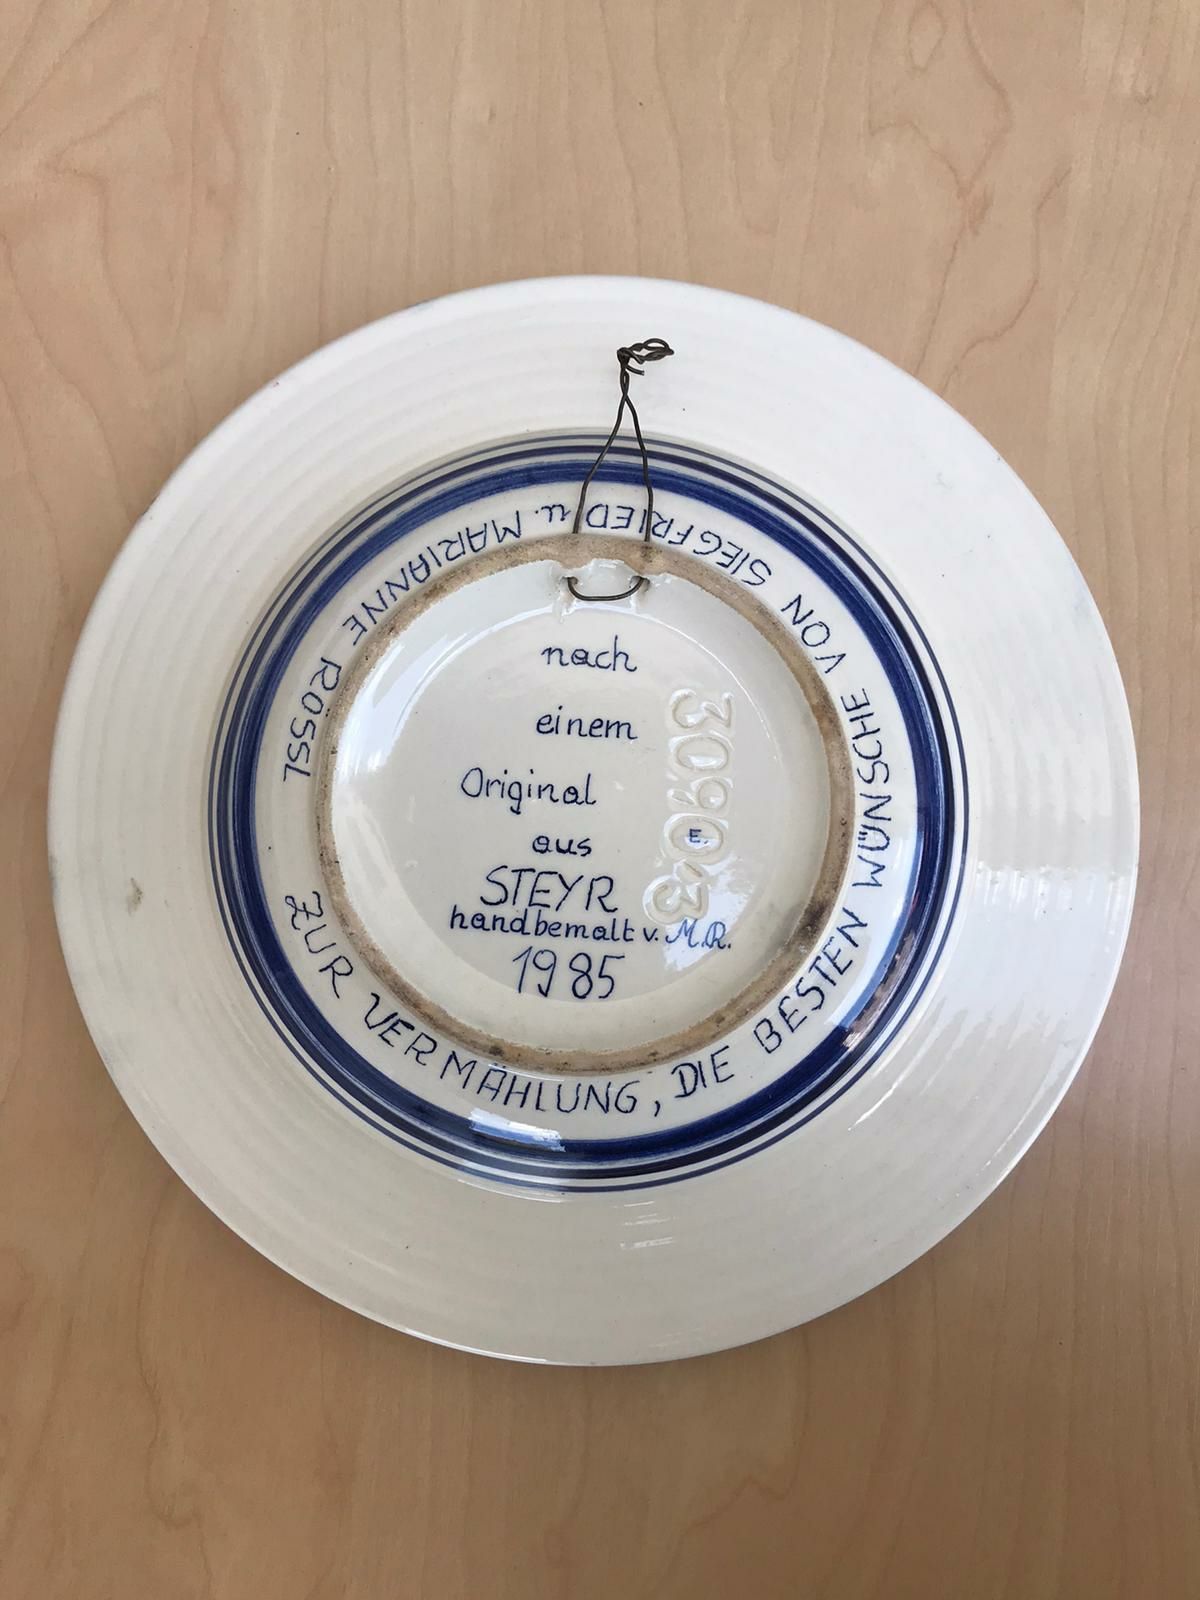 nach
einem
Original
aus
STEYR
handbemalt v. M.R.
1985
E.
3090.3
ZUR VERMÄHLUNG, DIE BESTEN WÜNSCHE VON SIEGFRIED u. MARIANNE RÖSSL